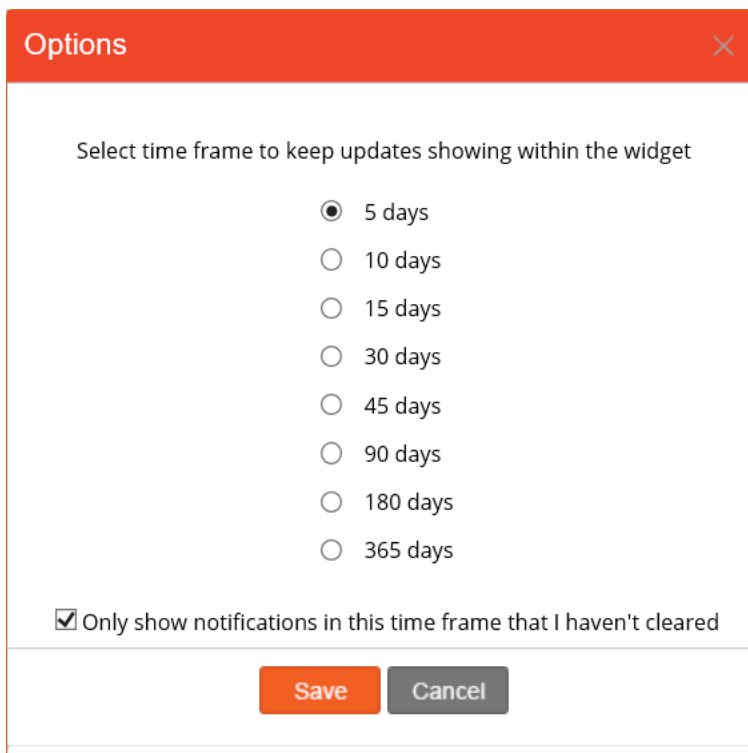 Options
Select time frame to keep updates showing within the widget
5 days
10 days
15 days
30 days
45 days
90 days
180 days
365 days
Only show notifications in this time frame that I haven't cleared
Save Cancel